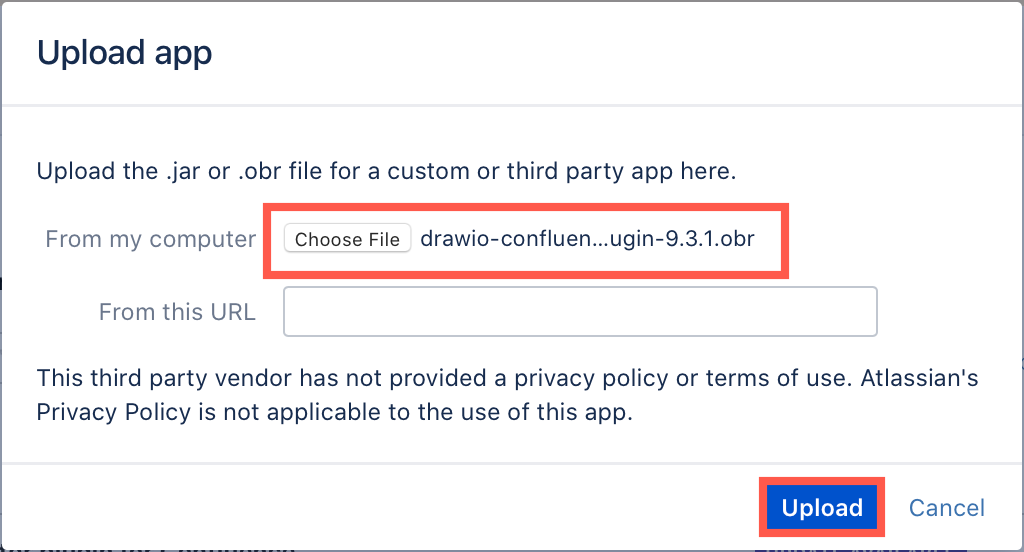 Upload app
Upload the .jar or .obr file for a custom or third party app here.
From my computer Choose File drawio-confluen...ugin-9.3.1.obr
From this URL
This third party vendor has not provided a privacy policy or terms of use. Atlassian's
Privacy Policy is not applicable to the use of this app.
Upload Cancel